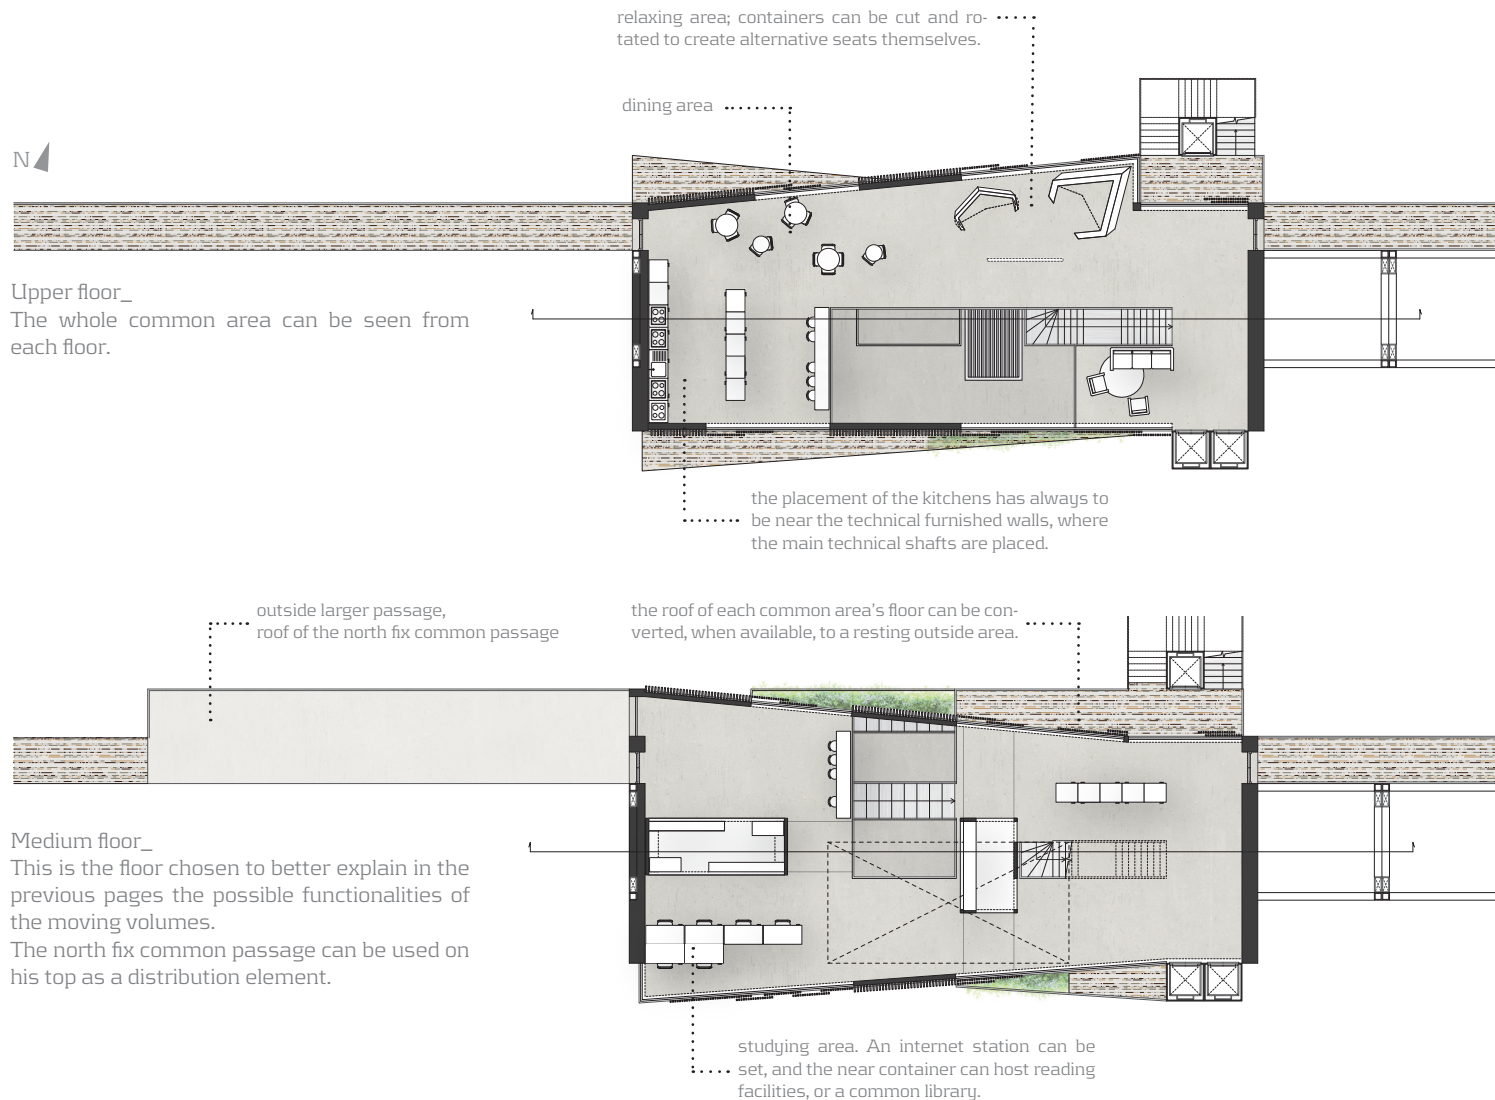 relaxing area; containers can be cut and ro-
tated to create alternative seats themselves.
dining area
N
Upper floor_
The whole common area can be seen from
each floor.
the placement of the kitchens has always to
be near the technical furnished walls, where
the main technical shafts are placed.
outside larger passage,
roof of the north fix common passage
the roof of each common area's floor can be con-
verted, when available, to a resting outside area.
Medium floor_
This is the floor chosen to better explain in the
previous pages the possible functionalities of
the moving volumes.
The north fix common passage can be used on
his top as a distribution element.
studying area. An internet station can be
set, and the near container can host reading
facilities, or a common library.